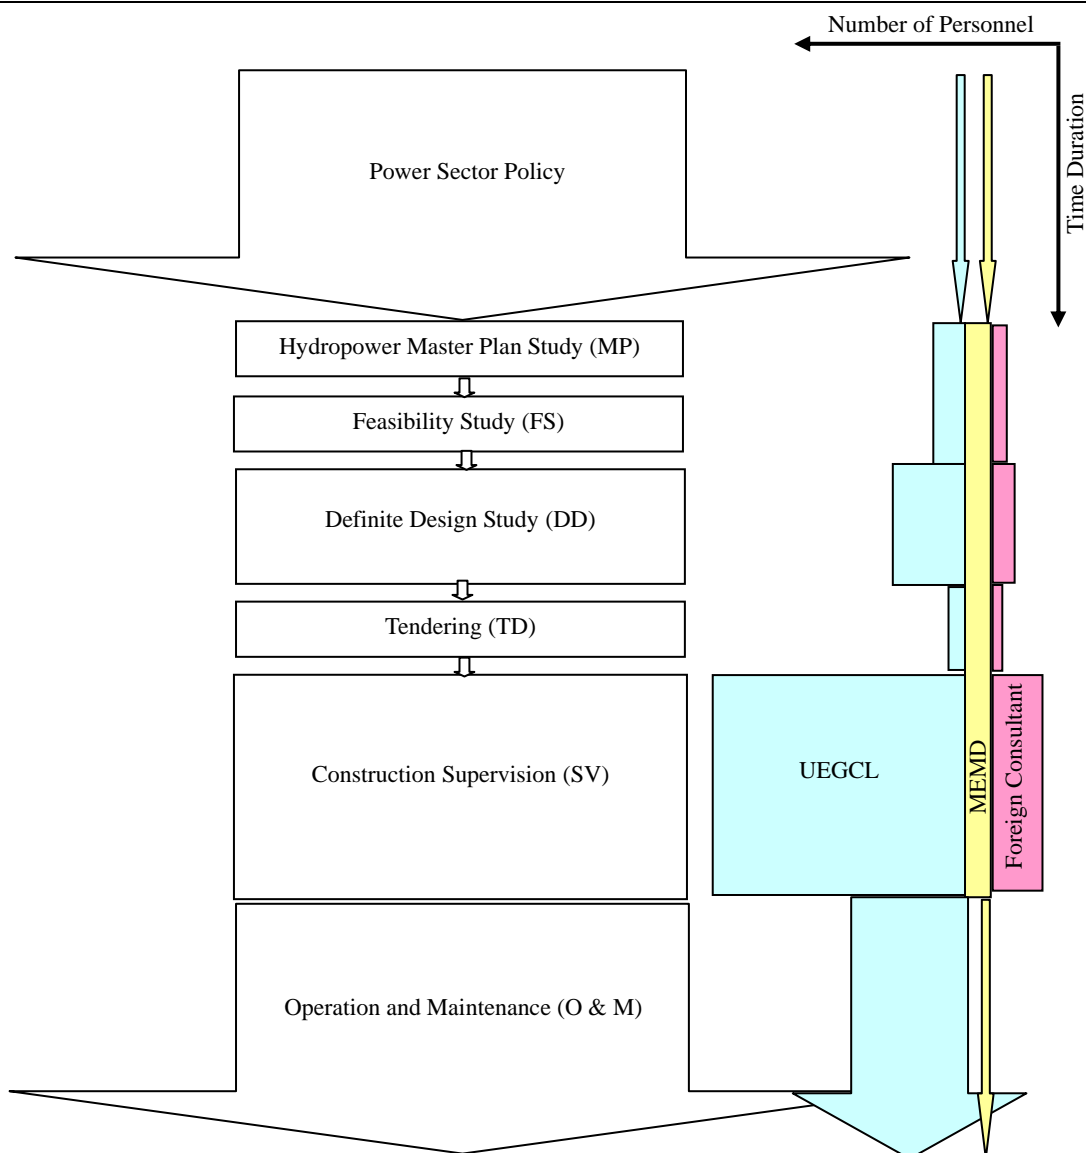 Number of Personnel
Time Duration
Power Sector Policy
Hydropower Master Plan Study (MP)
Feasibility Study (FS)
Definite Design Study (DD)
Tendering (TD)
Construction Supervision (SV)
UEGCL
MEMD
Foreign Consultant
Operation and Maintenance (O & M)